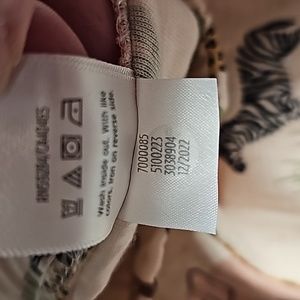 Wash inside out. With like
colors. Iron on reverse side.
7000085
5100223
3038904
12/2022